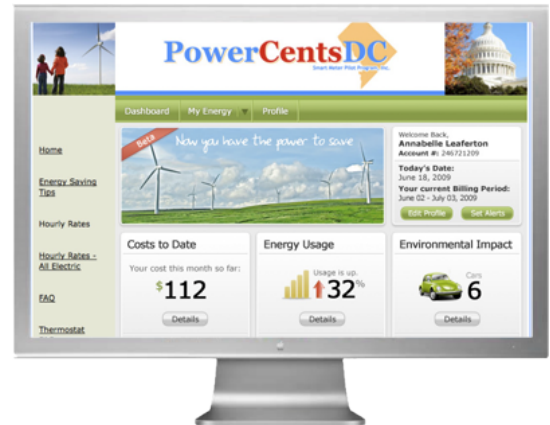 PowerCentsDC
Smart Meter Pilot Program, Inc.
Dashboard My Energy Profile
Home
Energy Saving
Tips
Hourly Rates
Hourly Rates -
All Electric
FAQ
Thermostat
Beta
Now you have the power to save
Welcome Back,
Annabelle Leaferton
Account #: 246721209
Today's Date:
June 18, 2009
Your current Billing Period:
June 02 - July 03, 2009
Edit Profile Set Alerts
Costs to Date
Your cost this month so far:
$112
Details
Energy Usage
Usage is up.
32%
Details
Environmental Impact
Cars
6
Details